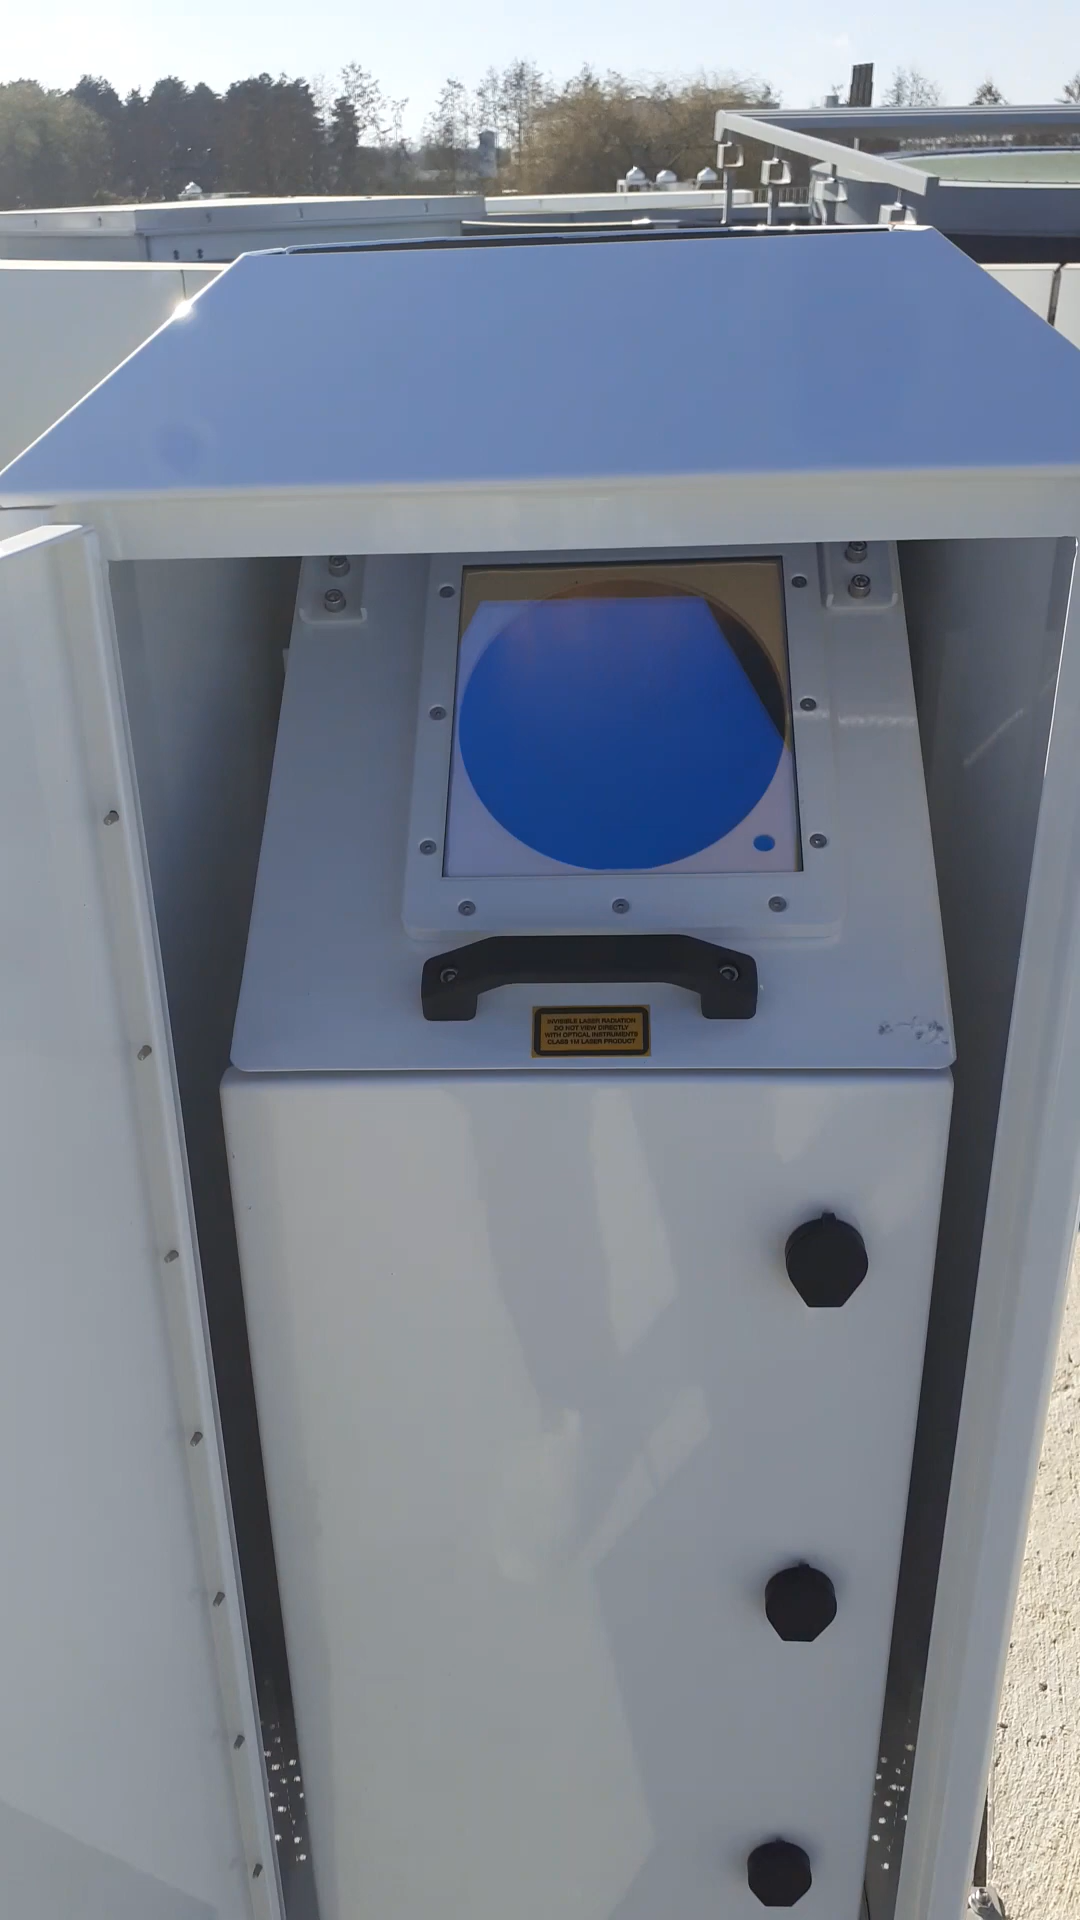 INVISIBLE LASER RADIATION
DO NOT VIEW DIRECTLY
WITH OPTICAL INSTRUMENTS
CLASS 1M LASER PRODUCT